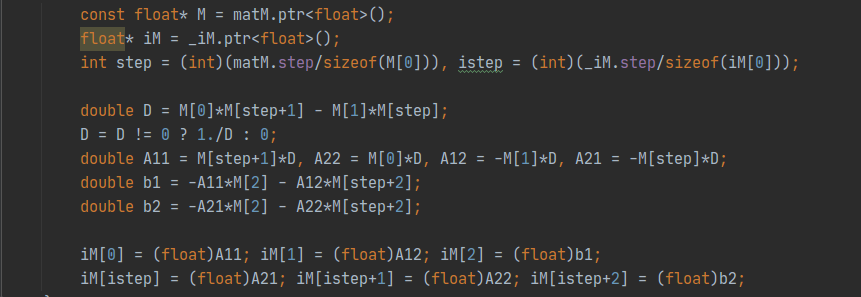 const float* M = matM.ptr<float>();
float* iM = _iM.ptr<float>();
int step = (int)(matM.step/sizeof(M[0])), istep = (int)(_iM.step/sizeof(iM[0]));
double D = M[0]*M[step+1] - M[1]*M[step];
D = D != 0 ? 1./D : 0;
double A11 = M[step+1]*D, A22 = M[0]*D, A12 = -M[1]*D, A21 = -M[step]*D;
double b1 = -A11*M[2] - A12*M[step+2];
double b2 = -A21*M[2] - A22*M[step+2];
iM[0] = (float)A11; iM[1] = (float)A12; iM[2] = (float)b1;
iM[istep] = (float)A21; iM[istep+1] = (float)A22; iM[istep+2] = (float)b2;